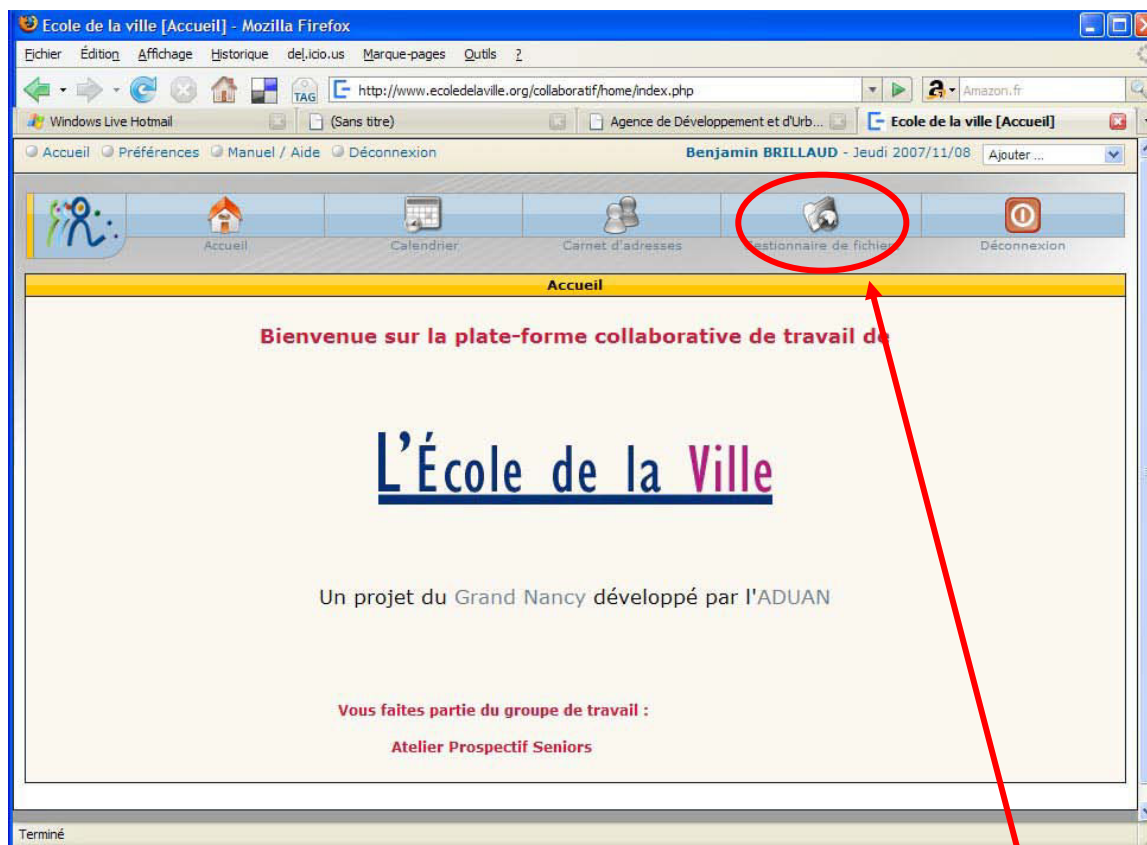 Ecole de la ville [Accueil] - Mozilla Firefox
Fichier Édition Affichage Historique del.icio.us Marque-pages Outils ?
TAG http://www.ecoledelaville.org/collaboratif/home/index.php Amazon.fr
Windows Live Hotmail (Sans titre) Agence de Développement et d'Urb... Ecole de la ville [Accueil]
Accueil Préférences Manuel / Aide Déconnexion Benjamin BRILLAUD - Jeudi 2007/11/08 Ajouter ...
Accueil Calendrier Carnet d'adresses Gestionnaire de fichiers Déconnexion
Accueil
Bienvenue sur la plate-forme collaborative de travail de
L'École de la Ville
Un projet du Grand Nancy développé par l'ADUAN
Vous faites partie du groupe de travail :
Atelier Prospectif Seniors
Terminé